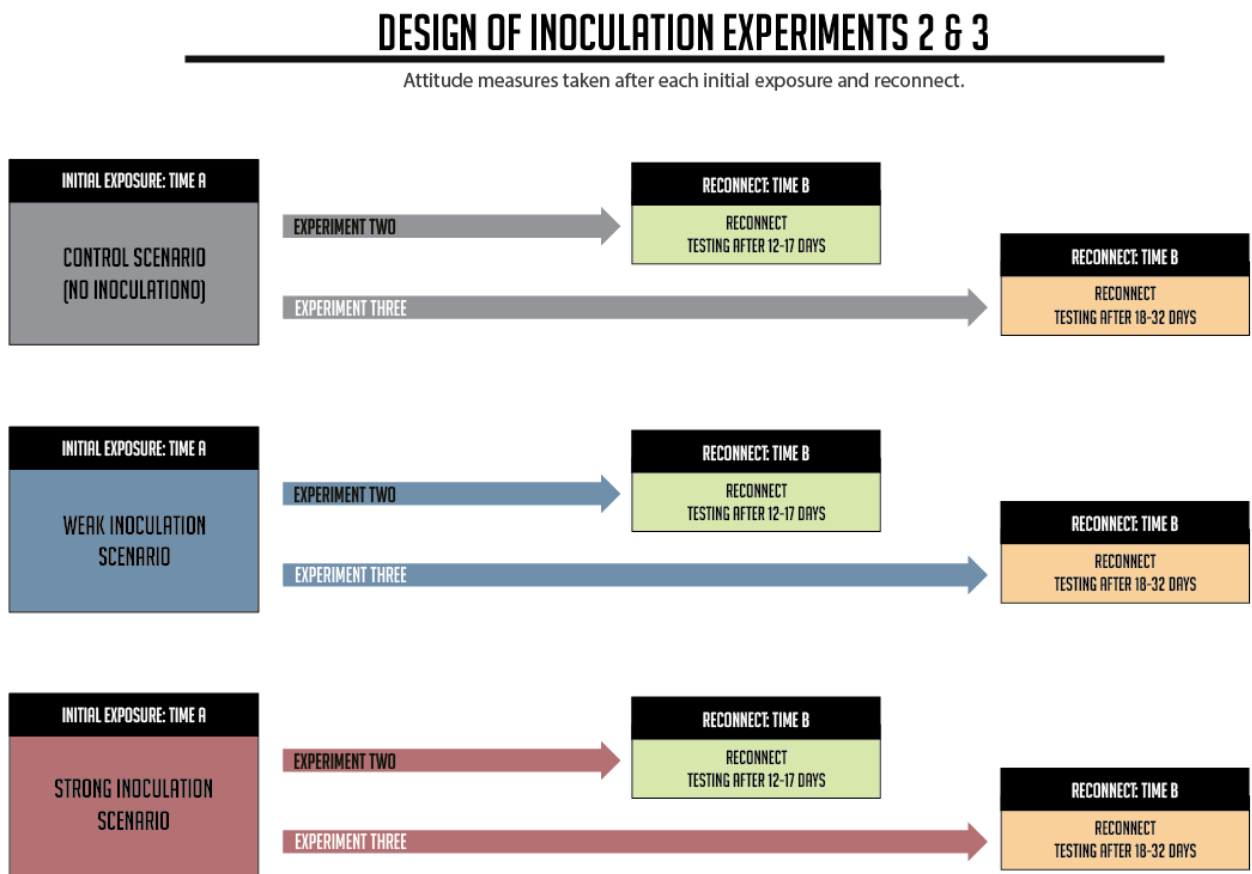 DESIGN OF INOCULATION EXPERIMENTS 2 & 3
Attitude measures taken after each initial exposure and reconnect.
INITIAL EXPOSURE: TIME A
CONTROL SCENARIO
(NO INOCULATIONO)
EXPERIMENT TWO
RECONNECT: TIME B
RECONNECT
TESTING AFTER 12-17 DAYS
EXPERIMENT THREE
RECONNECT: TIME B
RECONNECT
TESTING AFTER 18-32 DAYS
INITIAL EXPOSURE: TIME A
WEAK INOCULATION
SCENARIO
EXPERIMENT TWO
RECONNECT: TIME B
RECONNECT
TESTING AFTER 12-17 DAYS
EXPERIMENT THREE
RECONNECT: TIME B
RECONNECT
TESTING AFTER 18-32 DAYS
INITIAL EXPOSURE: TIME A
STRONG INOCULATION
SCENARIO
EXPERIMENT TWO
RECONNECT: TIME B
RECONNECT
TESTING AFTER 12-17 DAYS
EXPERIMENT THREE
RECONNECT: TIME B
RECONNECT
TESTING AFTER 18-32 DAYS